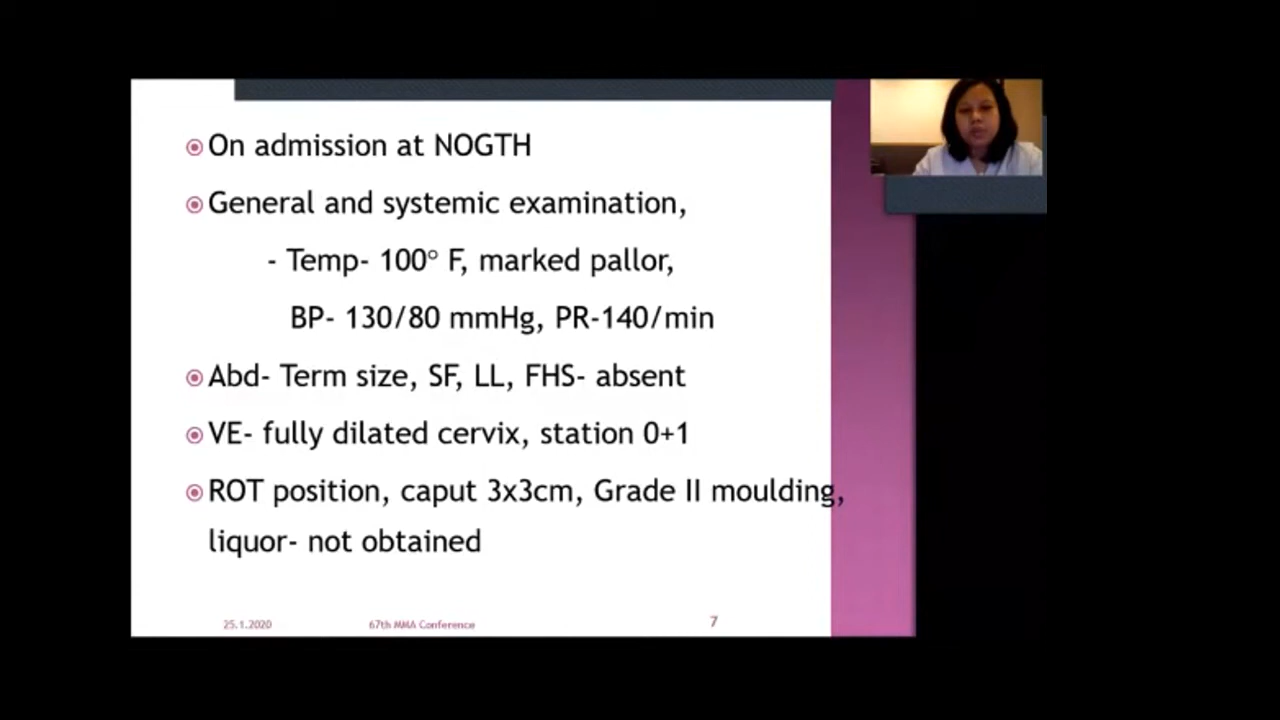 On admission at NOGTH
General and systemic examination,
- Temp- 100° F, marked pallor,
BP- 130/80 mmHg, PR-140/min
Abd- Term size, SF, LL, FHS- absent
VE- fully dilated cervix, station 0+1
ROT position, caput 3x3cm, Grade II moulding,
liquor- not obtained
25.1.2020 67th MMA Conference 7